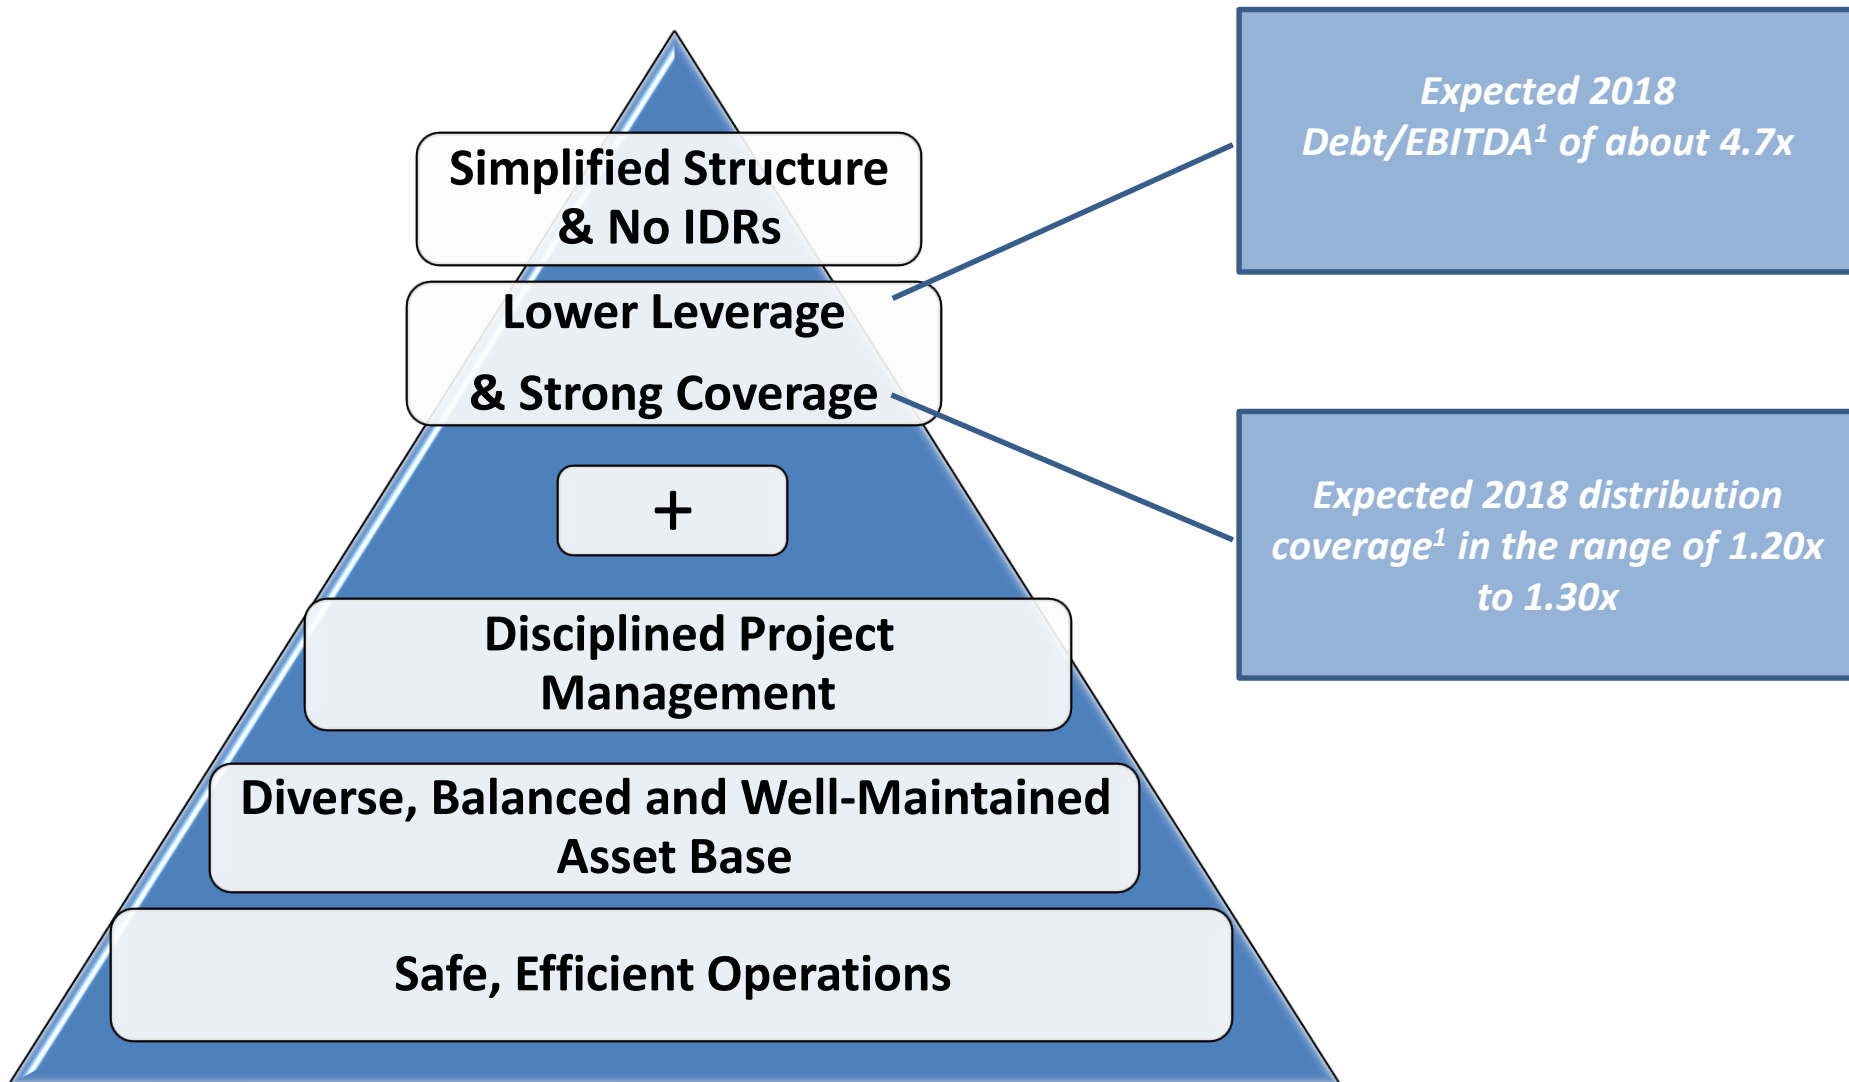 Simplified Structure
& No IDRs
Lower Leverage
& Strong Coverage
+
Disciplined Project
Management
Diverse, Balanced and Well-Maintained
Asset Base
Safe, Efficient Operations
Expected 2018
Debt/EBITDA¹ of about 4.7x
Expected 2018 distribution
coverage¹ in the range of 1.20x
to 1.30x